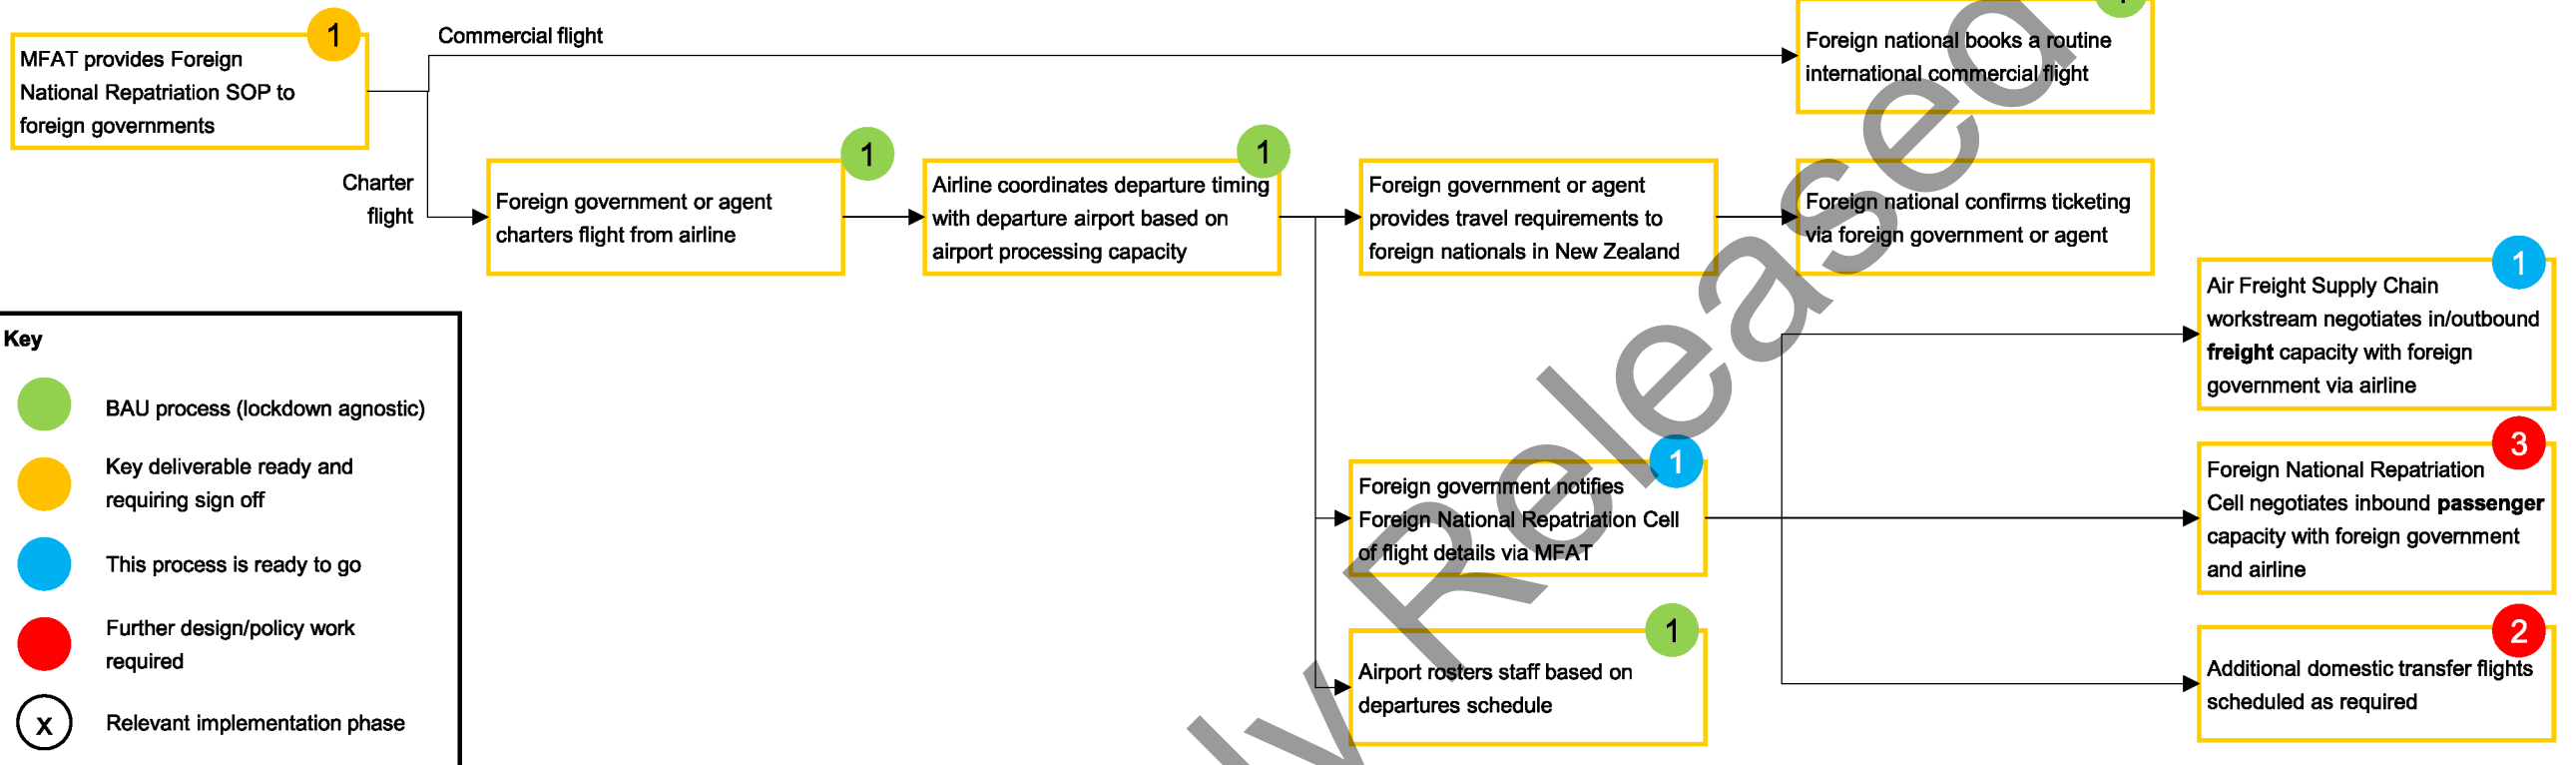 MFAT provides Foreign
National Repatriation SOP to
foreign governments
1
Commercial flight
Foreign national books a routine
international commercial flight
Charter
flight
Foreign government or agent
charters flight from airline
1
Airline coordinates departure timing
with departure airport based on
airport processing capacity
1
Foreign government or agent
provides travel requirements to
foreign nationals in New Zealand
Foreign national confirms ticketing
via foreign government or agent
Air Freight Supply Chain
workstream negotiates in/outbound
freight capacity with foreign
government via airline
1
Foreign government notifies
Foreign National Repatriation Cell
of flight details via MFAT
1
Foreign National Repatriation
Cell negotiates inbound passenger
capacity with foreign government
and airline
3
Airport rosters staff based on
departures schedule
1
Additional domestic transfer flights
scheduled as required
2
Key
BAU process (lockdown agnostic)
Key deliverable ready and
requiring sign off
This process is ready to go
Further design/policy work
required
X
Relevant implementation phase
Released